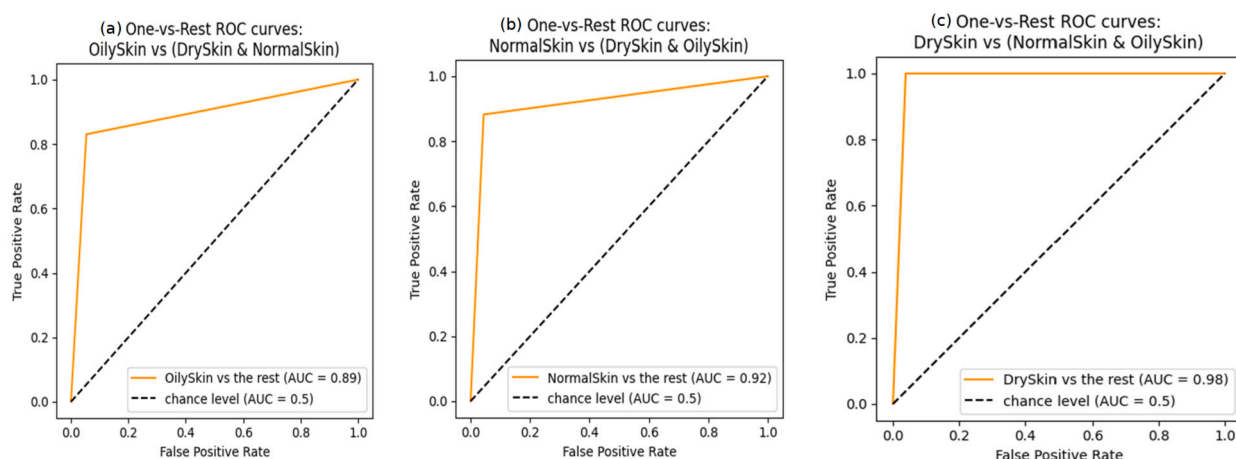 (a) One-vs-Rest ROC curves:
OilySkin vs (DrySkin & NormalSkin)
1.0
0.8
0.6
0.4
0.2
0.0
True Positive Rate
OilySkin vs the rest (AUC = 0.89)
chance level (AUC = 0.5)
0.0 0.2 0.4 0.6 0.8 1.0
False Positive Rate
(b) One-vs-Rest ROC curves:
NormalSkin vs (DrySkin & OilySkin)
1.0
0.8
0.6
0.4
0.2
0.0
True Positive Rate
NormalSkin vs the rest (AUC = 0.92)
chance level (AUC = 0.5)
0.0 0.2 0.4 0.6 0.8 1.0
False Positive Rate
(c) One-vs-Rest ROC curves:
DrySkin vs (NormalSkin & OilySkin)
1.0
0.8
0.6
0.4
0.2
0.0
True Positive Rate
DrySkin vs the rest (AUC = 0.98)
chance level (AUC = 0.5)
0.0 0.2 0.4 0.6 0.8 1.0
False Positive Rate